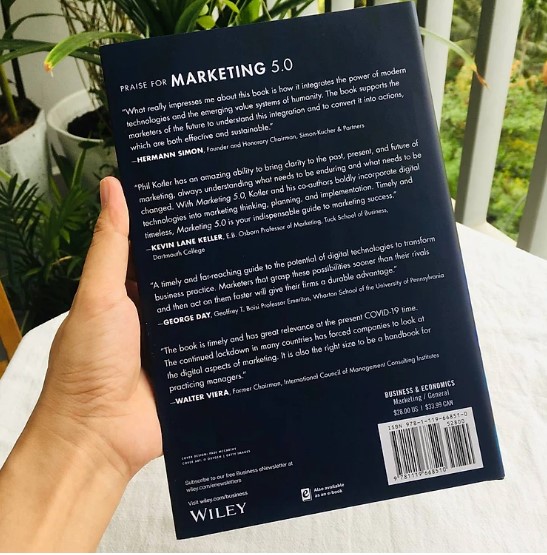 PRAISE FOR MARKETING 5.0
"What really impresses me about this book is how it integrates the power of modern
technologies and the emerging value systems of humanity. The book supports the
marketers of the future to understand this integration and to convert it into actions,
which are both effective and sustainable."
—HERMANN SIMON, Founder and Honorary Chairman, Simon-Kucher & Partners
"Phil Kotler has an amazing ability to bring clarity to the past, present, and future of
marketing, always understanding what needs to be enduring and what needs to be
changed. With Marketing 5.0, Kotler and his co-authors boldly incorporate digital
technologies into marketing thinking, planning, and implementation. Timely and
timeless, Marketing 5.0 is your indispensable guide to marketing success."
—KEVIN LANE KELLER, E.B. Osborn Professor of Marketing, Tuck School of Business,
Dartmouth College
"A timely and far-reaching guide to the potential of digital technologies to transform
business practice. Marketers that grasp these possibilities sooner than their rivals
and then act on them faster will give their firms a durable advantage."
—GEORGE DAY, Geoffrey T. Boisi Professor Emeritus, Wharton School of the University of Pennsylvania
"The book is timely and has great relevance at the present COVID-19 time.
The continued lockdown in many countries has forced companies to look at
the digital aspects of marketing. It is also the right size to be a handbook for
practicing managers."
—WALTER VIERA, Former Chairman, International Council of Management Consulting Institutes
BUSINESS & ECONOMICS
Marketing / General
$28.00 US | $33.99 CAN
ISBN 978-1-119-66851-0
52800
9 781119 668510
Subscribe to our free Business eNewsletter at
wiley.com/enewsletters
Visit wiley.com/business
WILEY
e Also available
as an e-book